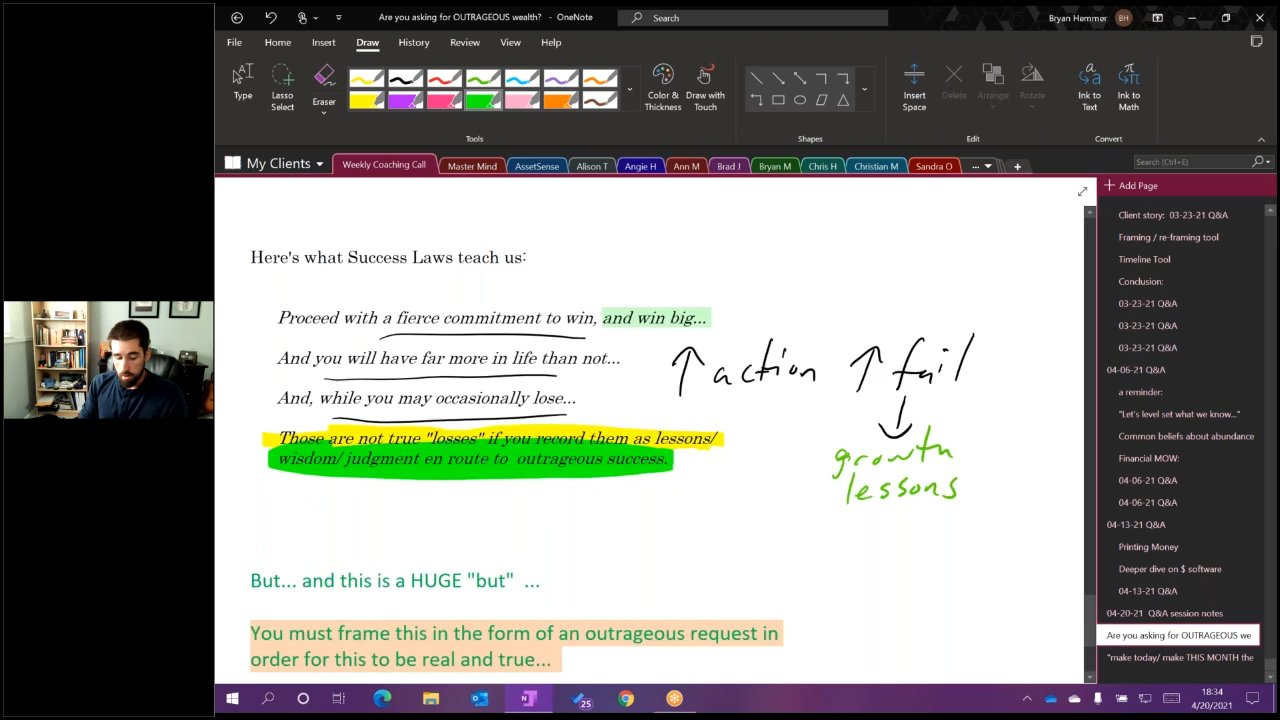 Are you asking for OUTRAGEOUS wealth? - OneNote
Search
Bryan Hemmer
BH
File Home Insert Draw History Review View Help
Type
Lasso Select
Eraser
Color & Thickness
Draw with Touch
Insert Space
Delete
Arrange
Rotate
Ink to Text
Ink to Math
Tools
Shapes
Edit
Convert
My Clients
Weekly Coaching Call
Master Mind
AssetSense
Alison T
Angie H
Ann M
Brad J
Bryan M
Chris H
Christian M
Sandra O
...
Search (Ctrl+E)
Here's what Success Laws teach us:
Proceed with a fierce commitment to win, and win big...
And you will have far more in life than not...
And, while you may occasionally lose...
Those are not true "losses" if you record them as lessons/
wisdom/ judgment en route to outrageous success.
↑ action ↑ fail
growth
lessons
But... and this is a HUGE "but" ...
You must frame this in the form of an outrageous request in
order for this to be real and true...
Add Page
Client story: 03-23-21 Q&A
Framing / re-framing tool
Timeline Tool
Conclusion:
03-23-21 Q&A
03-23-21 Q&A
03-23-21 Q&A
04-06-21 Q&A
a reminder:
"Let's level set what we know..."
Common beliefs about abundance
Financial MOW:
04-06-21 Q&A
04-06-21 Q&A
04-13-21 Q&A
Printing Money
Deeper dive on $ software
04-13-21 Q&A
04-20-21 Q&A session notes
Are you asking for OUTRAGEOUS we
"make today/ make THIS MONTH the
25
18:34
4/20/2021